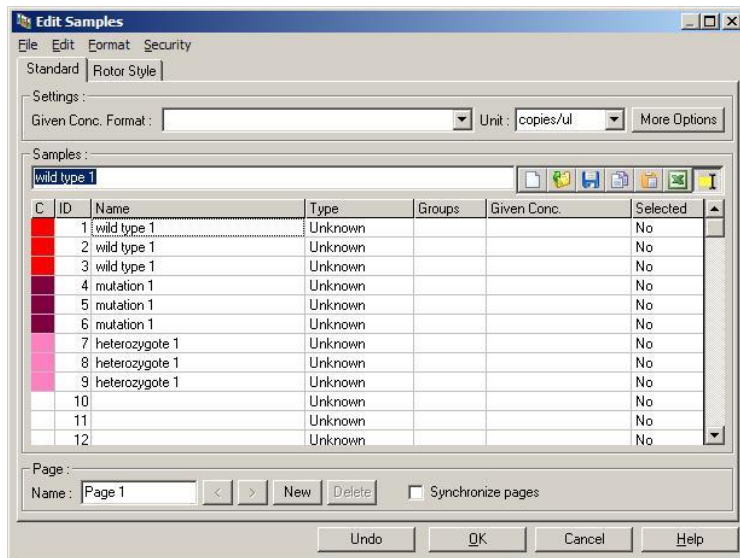 Edit Samples
File Edit Format Security
Standard Rotor Style
Settings :
Given Conc. Format : Unit : copies/ul More Options
Samples :
wild type 1
C ID Name Type Groups Given Conc. Selected
1 wild type 1 Unknown No
2 wild type 1 Unknown No
3 wild type 1 Unknown No
4 mutation 1 Unknown No
5 mutation 1 Unknown No
6 mutation 1 Unknown No
7 heterozygote 1 Unknown No
8 heterozygote 1 Unknown No
9 heterozygote 1 Unknown No
10 Unknown No
11 Unknown No
12 Unknown No
Page :
Name : Page 1 < > New Delete Synchronize pages
Undo OK Cancel Help